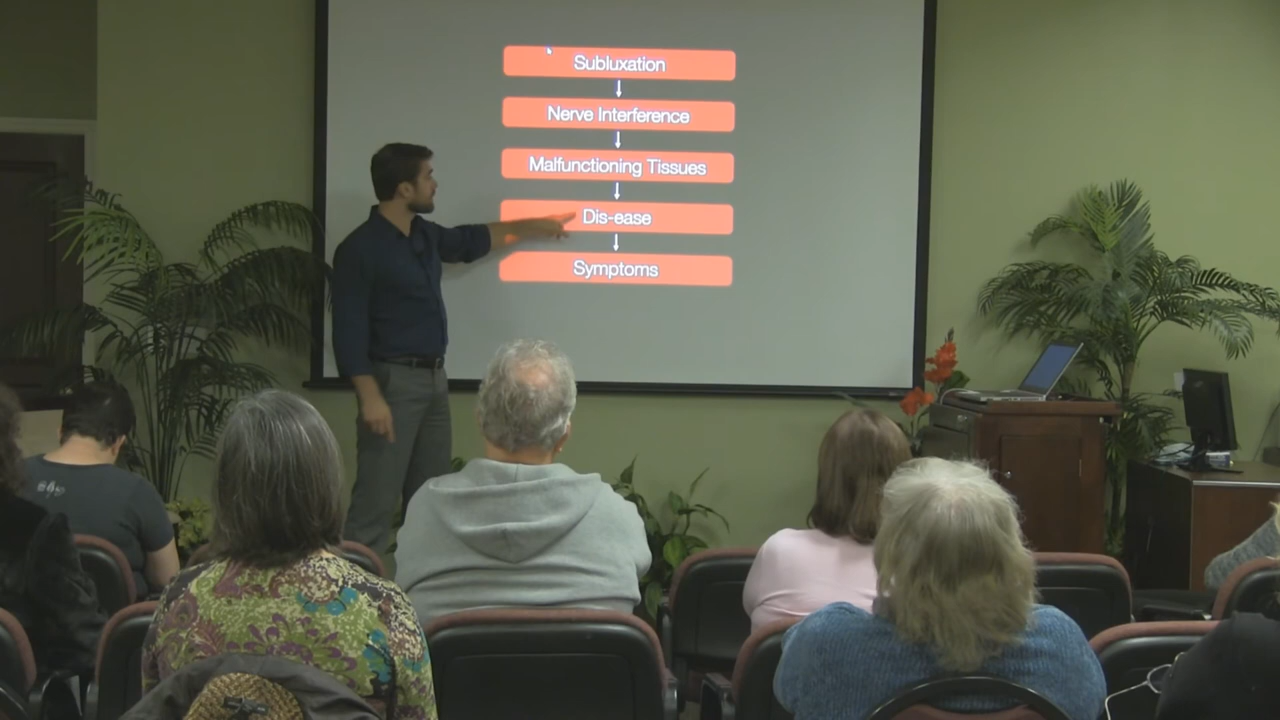 Subluxation
Nerve Interference
Malfunctioning Tissues
Dis-ease
Symptoms